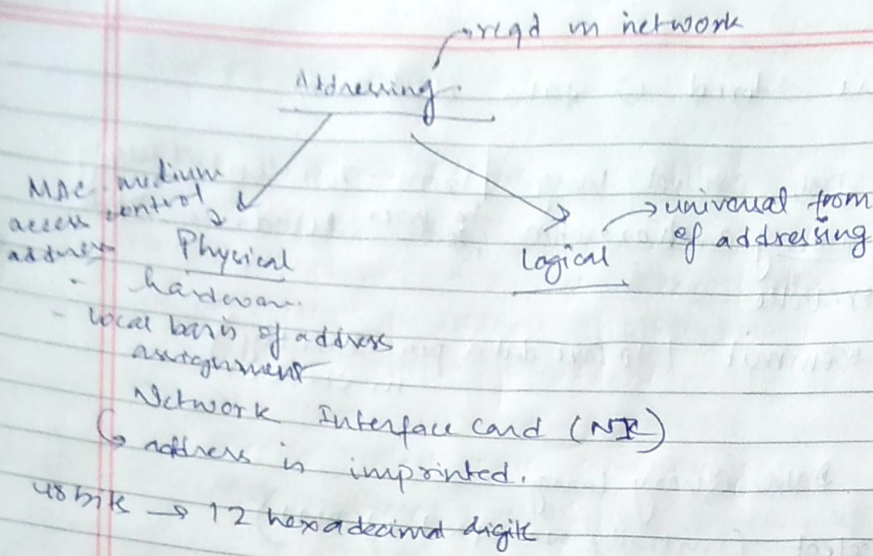 reqd in network
Addressing
MAC - medium
access control
address
Physical
Logical
universal from
of addressing
- hardware
- local basis of address
assignment
Network Interface Card (NIC)
address is imprinted.
48 bits → 12 hexadecimal digits